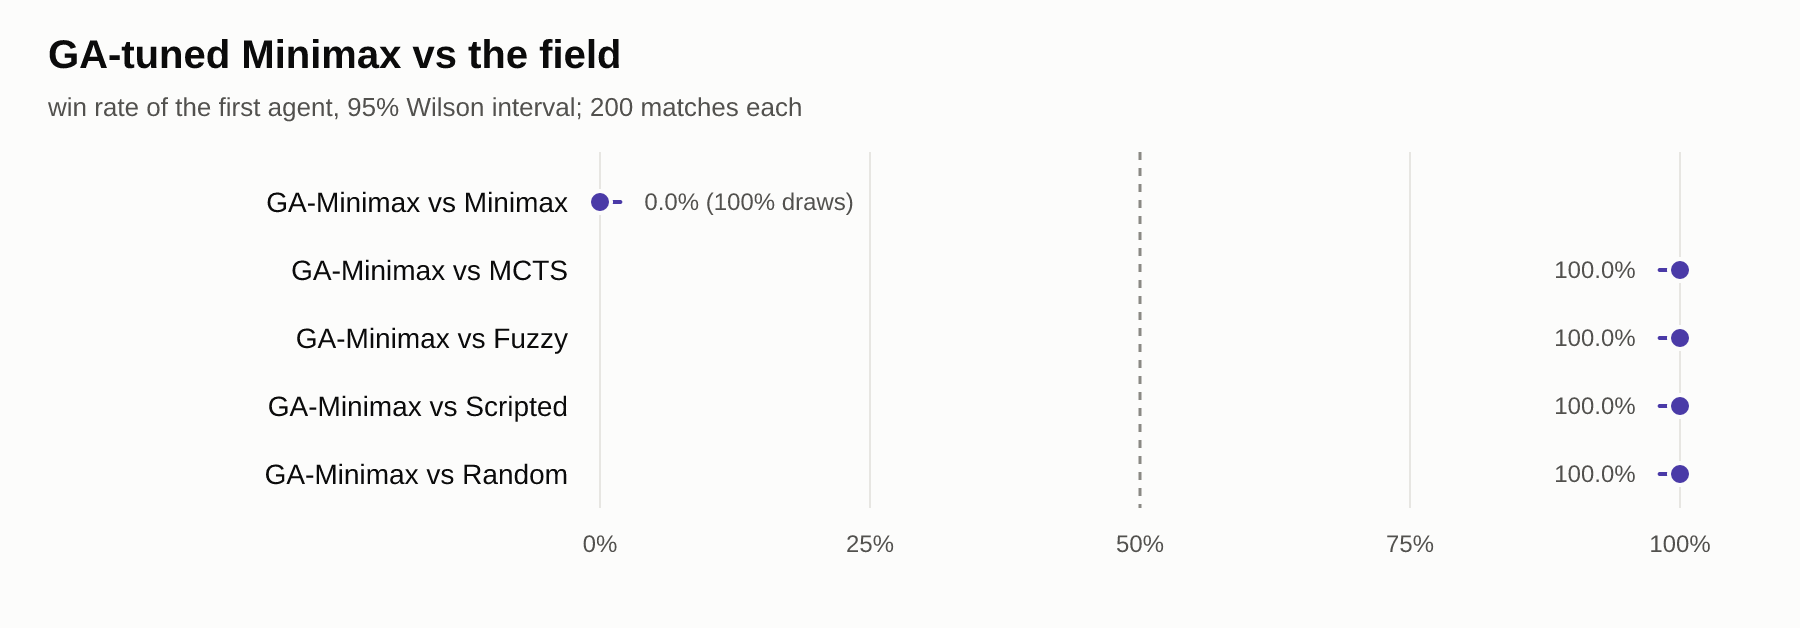 GA-tuned Minimax vs the field
win rate of the first agent, 95% Wilson interval; 200 matches each
GA-Minimax vs Minimax 0.0% (100% draws)
GA-Minimax vs MCTS 100.0%
GA-Minimax vs Fuzzy 100.0%
GA-Minimax vs Scripted 100.0%
GA-Minimax vs Random 100.0%
0% 25% 50% 75% 100%